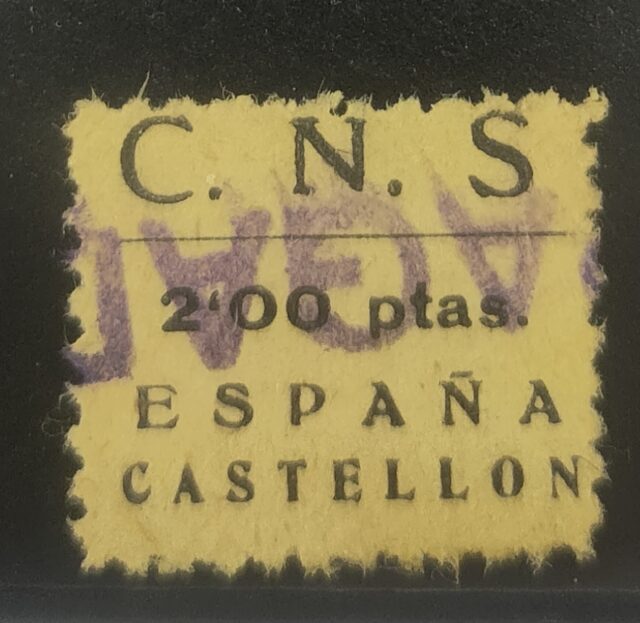 C. N. S
2'00 ptas.
ESPAÑA
CASTELLON